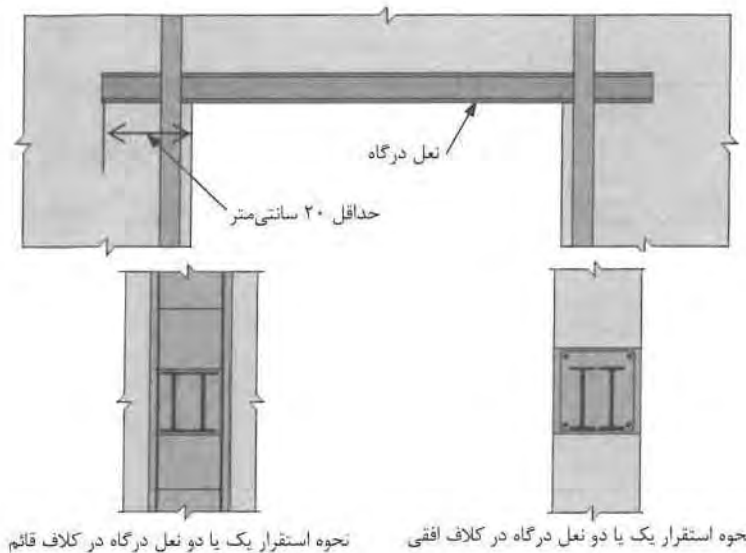 نعل درگاه
حداقل ۲۰ سانتی‌متر
حوه استقرار یک یا دو نعل درگاه در کلاف افقی
نحوه استقرار یک یا دو نعل درگاه در کلاف قائم